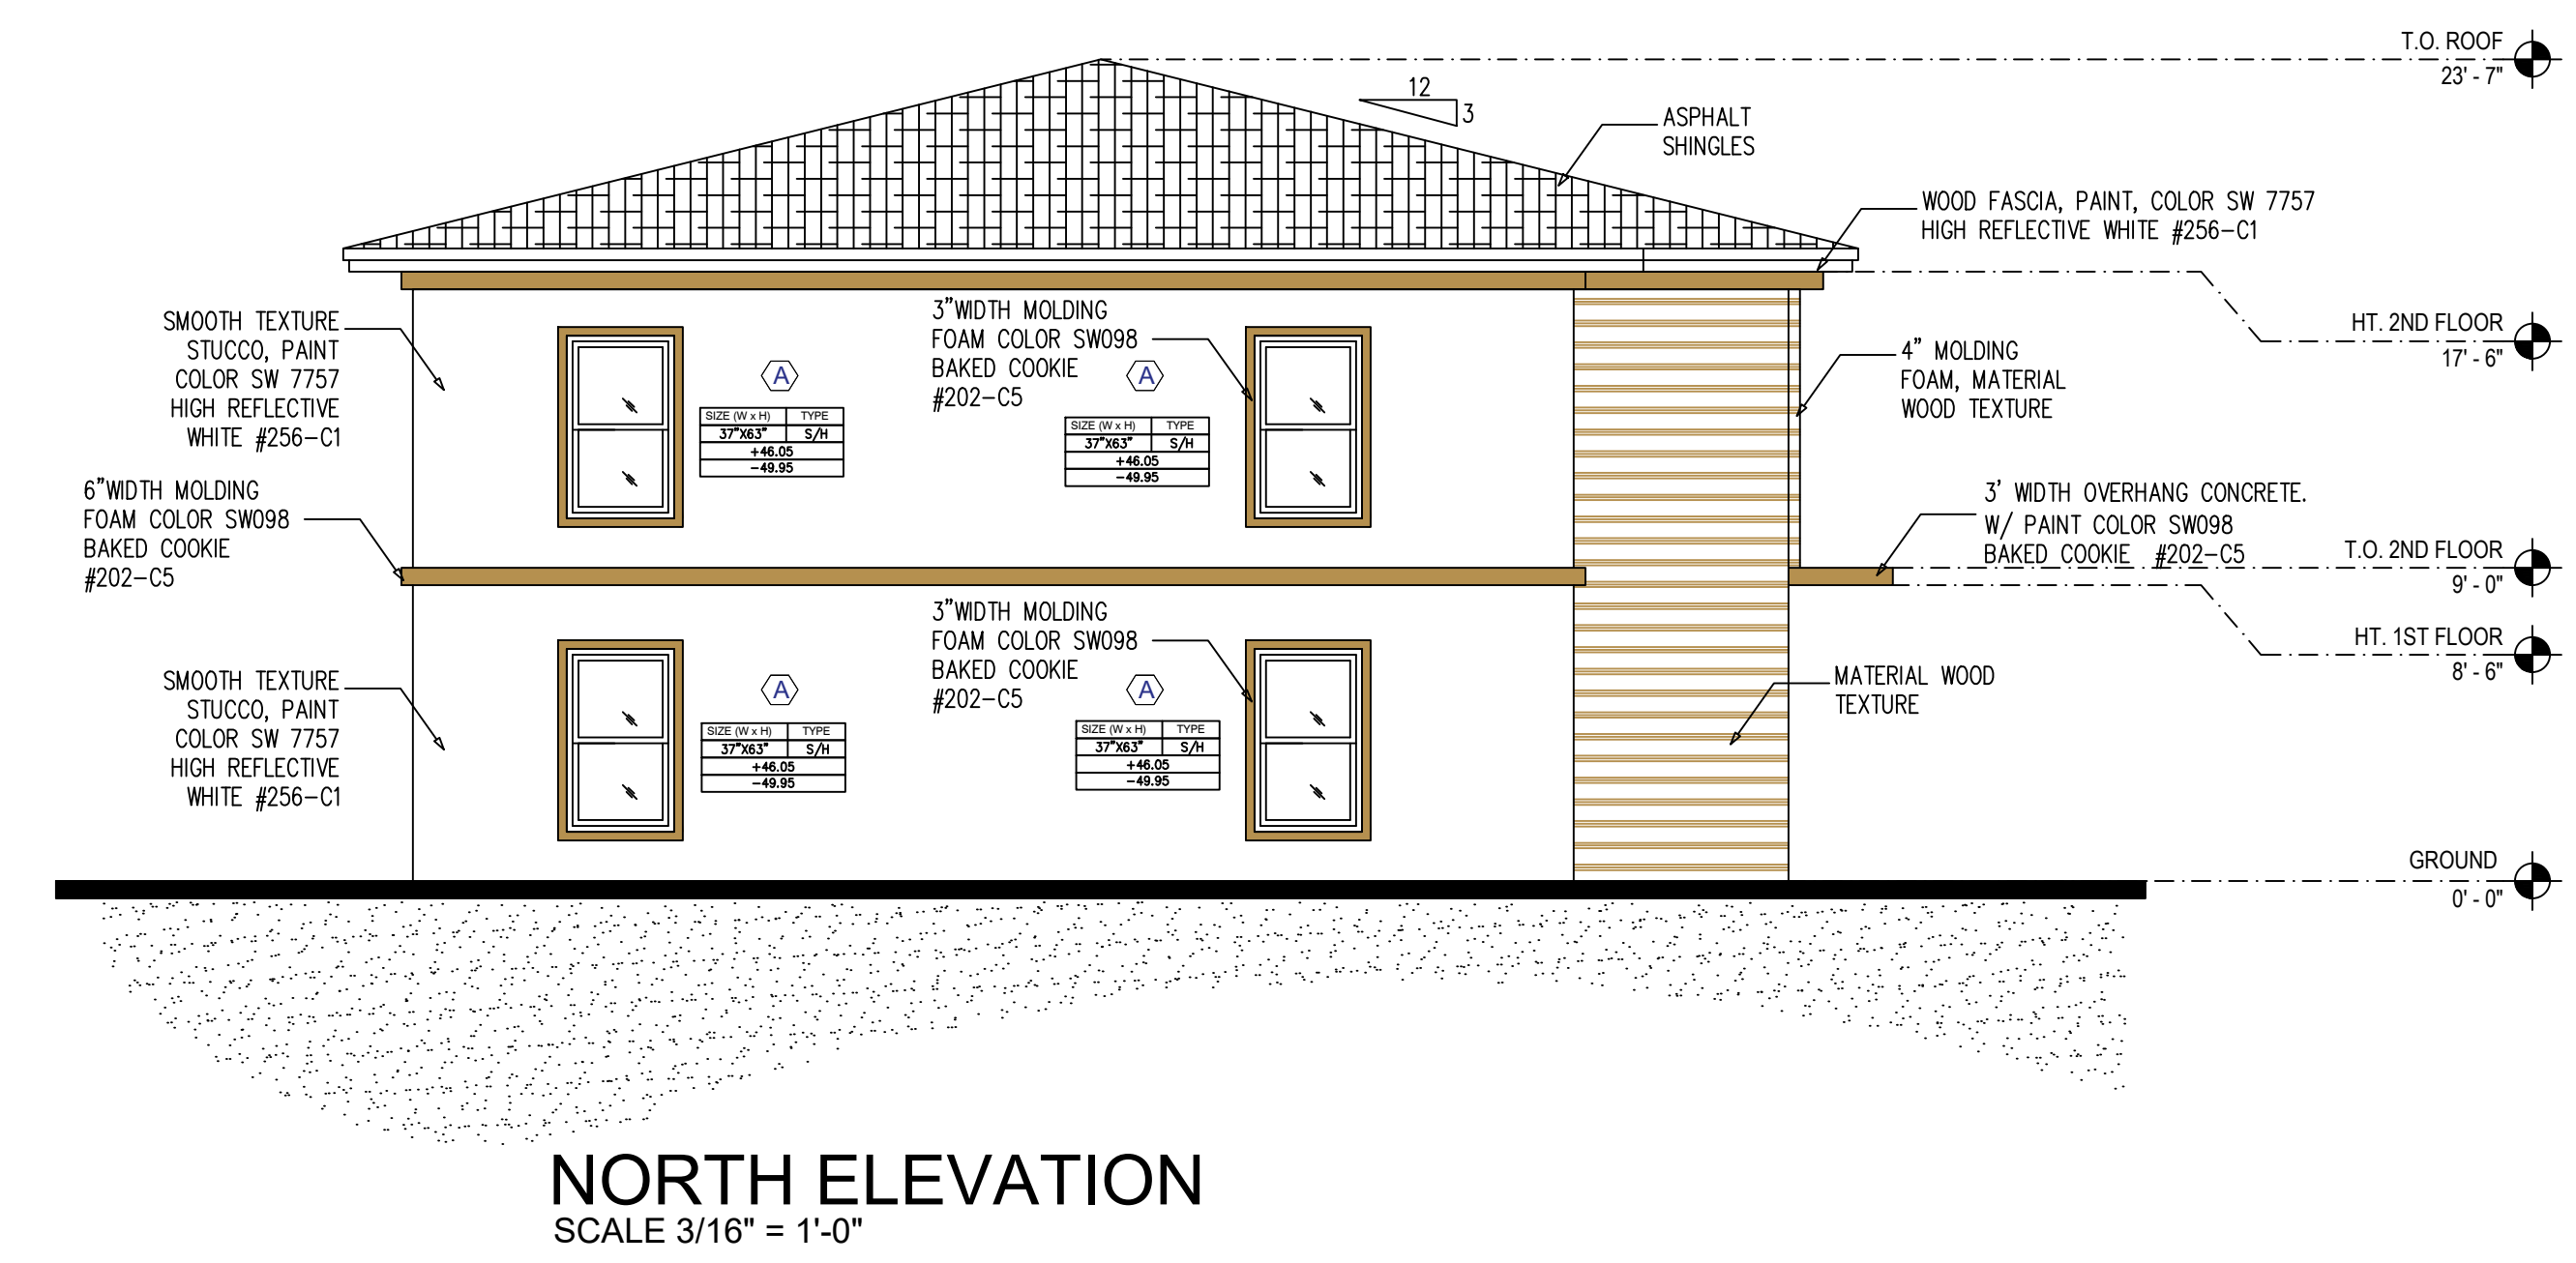 T.O. ROOF
23' - 7"
12
3
ASPHALT
SHINGLES
WOOD FASCIA, PAINT, COLOR SW 7757
HIGH REFLECTIVE WHITE #256-C1
SMOOTH TEXTURE
STUCCO, PAINT
COLOR SW 7757
HIGH REFLECTIVE
WHITE #256-C1
A
SIZE (W x H) TYPE
37"X63" S/H
+46.05
-49.95
3"WIDTH MOLDING
FOAM COLOR SW098
BAKED COOKIE
#202-C5
A
SIZE (W x H) TYPE
37"X63" S/H
+46.05
-49.95
HT. 2ND FLOOR
17' - 6"
4" MOLDING
FOAM, MATERIAL
WOOD TEXTURE
6"WIDTH MOLDING
FOAM COLOR SW098
BAKED COOKIE
#202-C5
3' WIDTH OVERHANG CONCRETE.
W/ PAINT COLOR SW098
BAKED COOKIE #202-C5
T.O. 2ND FLOOR
9' - 0"
HT. 1ST FLOOR
8' - 6"
SMOOTH TEXTURE
STUCCO, PAINT
COLOR SW 7757
HIGH REFLECTIVE
WHITE #256-C1
A
SIZE (W x H) TYPE
37"X63" S/H
+46.05
-49.95
3"WIDTH MOLDING
FOAM COLOR SW098
BAKED COOKIE
#202-C5
A
SIZE (W x H) TYPE
37"X63" S/H
+46.05
-49.95
MATERIAL WOOD
TEXTURE
GROUND
0' - 0"
NORTH ELEVATION
SCALE 3/16" = 1'-0"